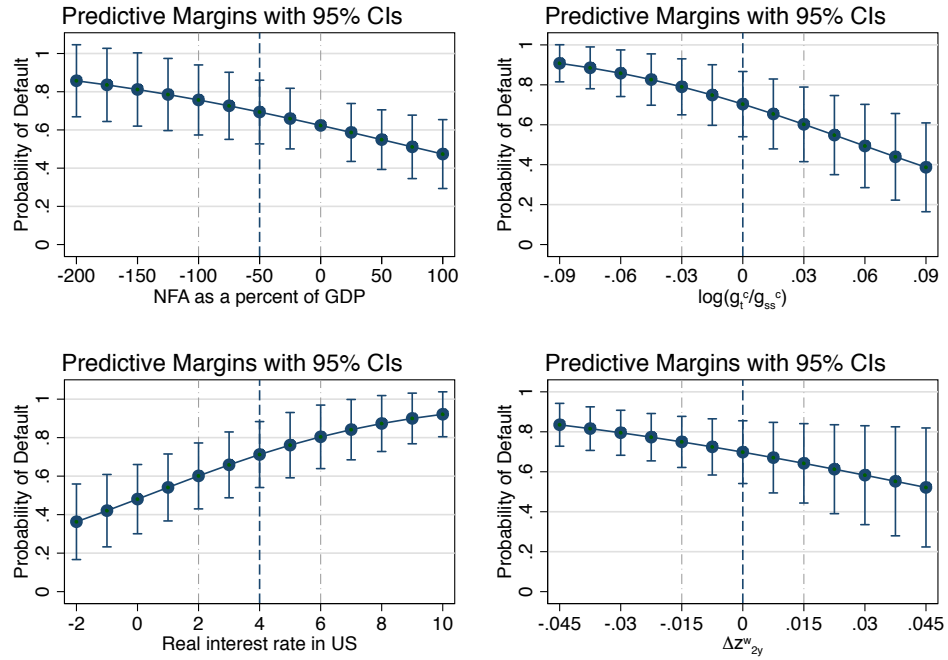 Predictive Margins with 95% CIs
Probability of Default
0 .2 .4 .6 .8 1
-200 -150 -100 -50 0 50 100
NFA as a percent of GDP
Predictive Margins with 95% CIs
Probability of Default
0 .2 .4 .6 .8 1
-.09 -.06 -.03 0 .03 .06 .09
log(g_t^c/g_ss^c)
Predictive Margins with 95% CIs
Probability of Default
0 .2 .4 .6 .8 1
-2 0 2 4 6 8 10
Real interest rate in US
Predictive Margins with 95% CIs
Probability of Default
0 .2 .4 .6 .8 1
-.045 -.03 -.015 0 .015 .03 .045
Δz^w_2y